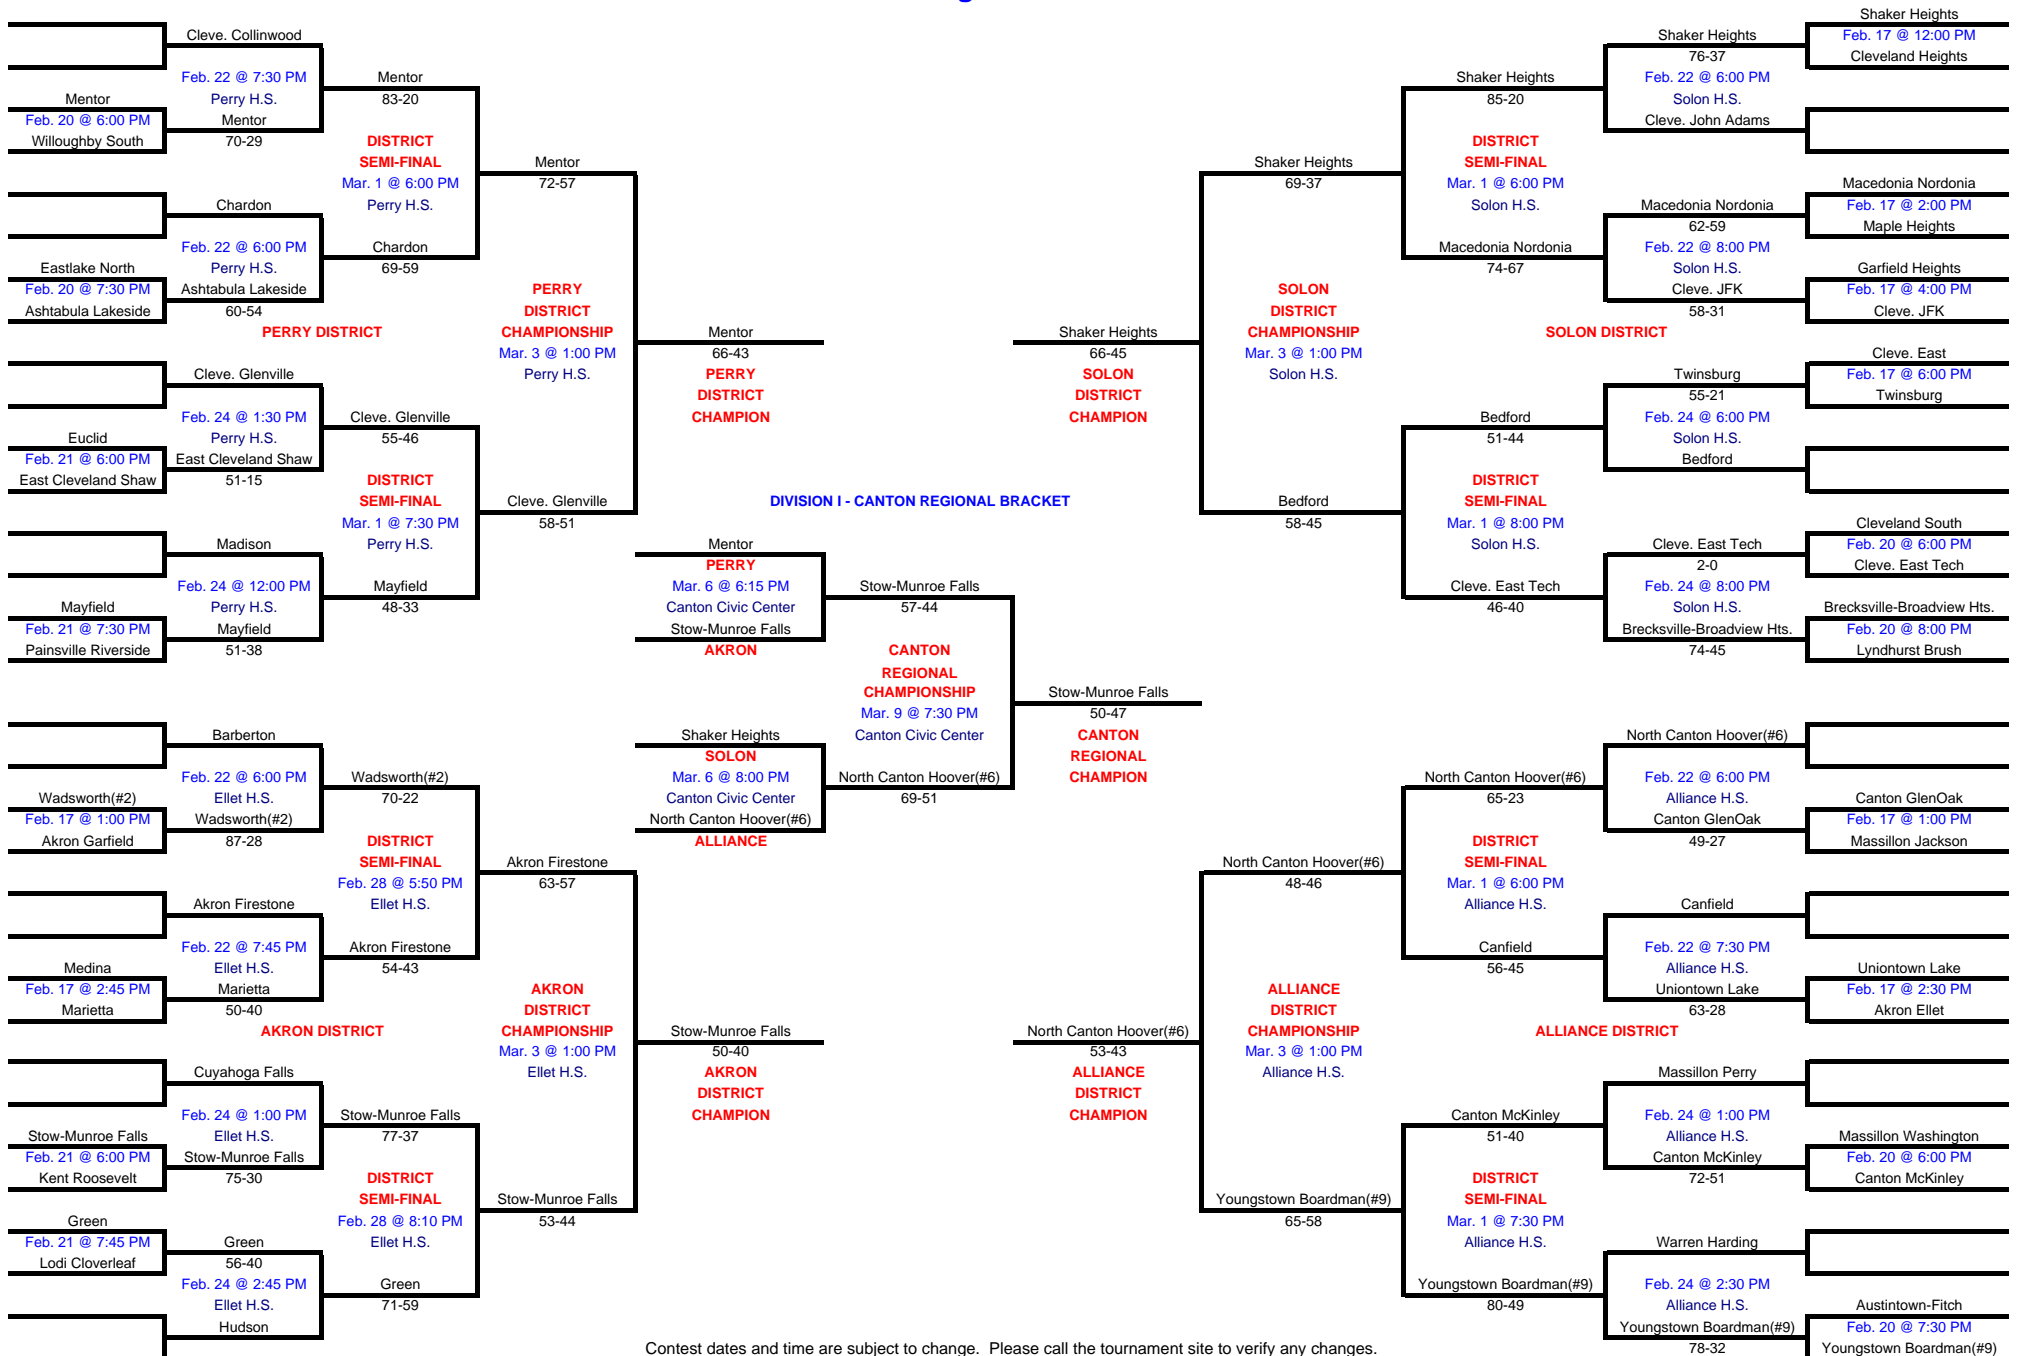 Cleve. Collinwood
Feb. 22 @ 7:30 PM
Perry H.S.
Mentor
83-20
Mentor
Feb. 20 @ 6:00 PM
Willoughby South
Mentor
70-29
DISTRICT
SEMI-FINAL
Mar. 1 @ 6:00 PM
Perry H.S.
Mentor
72-57
Chardon
Feb. 22 @ 6:00 PM
Perry H.S.
Chardon
69-59
Eastlake North
Feb. 20 @ 7:30 PM
Ashtabula Lakeside
Ashtabula Lakeside
60-54
PERRY DISTRICT
PERRY
DISTRICT
CHAMPIONSHIP
Mar. 3 @ 1:00 PM
Perry H.S.
Mentor
66-43
PERRY
DISTRICT
CHAMPION
Cleve. Glenville
Feb. 24 @ 1:30 PM
Perry H.S.
Cleve. Glenville
55-46
Euclid
Feb. 21 @ 6:00 PM
East Cleveland Shaw
East Cleveland Shaw
51-15
DISTRICT
SEMI-FINAL
Mar. 1 @ 7:30 PM
Perry H.S.
Cleve. Glenville
58-51
Madison
Feb. 24 @ 12:00 PM
Perry H.S.
Mayfield
48-33
Mayfield
Feb. 21 @ 7:30 PM
Painsville Riverside
Mayfield
51-38
Shaker Heights
Feb. 17 @ 12:00 PM
Cleveland Heights
Shaker Heights
76-37
Feb. 22 @ 6:00 PM
Solon H.S.
Cleve. John Adams
Shaker Heights
85-20
DISTRICT
SEMI-FINAL
Mar. 1 @ 6:00 PM
Solon H.S.
Shaker Heights
69-37
Macedonia Nordonia
Feb. 17 @ 2:00 PM
Maple Heights
Macedonia Nordonia
62-59
Feb. 22 @ 8:00 PM
Solon H.S.
Cleve. JFK
58-31
Garfield Heights
Feb. 17 @ 4:00 PM
Cleve. JFK
Macedonia Nordonia
74-67
SOLON DISTRICT
SOLON
DISTRICT
CHAMPIONSHIP
Mar. 3 @ 1:00 PM
Solon H.S.
Shaker Heights
66-45
SOLON
DISTRICT
CHAMPION
Cleve. East
Feb. 17 @ 6:00 PM
Twinsburg
Twinsburg
55-21
Feb. 24 @ 6:00 PM
Solon H.S.
Bedford
Bedford
51-44
DISTRICT
SEMI-FINAL
Mar. 1 @ 8:00 PM
Solon H.S.
Bedford
58-45
Cleveland South
Feb. 20 @ 6:00 PM
Cleve. East Tech
Cleve. East Tech
2-0
Feb. 24 @ 8:00 PM
Solon H.S.
Brecksville-Broadview Hts.
74-45
Brecksville-Broadview Hts.
Feb. 20 @ 8:00 PM
Lyndhurst Brush
Cleve. East Tech
46-40
DIVISION I - CANTON REGIONAL BRACKET
Mentor
PERRY
Mar. 6 @ 6:15 PM
Canton Civic Center
Stow-Munroe Falls
AKRON
Stow-Munroe Falls
57-44
CANTON
REGIONAL
CHAMPIONSHIP
Mar. 9 @ 7:30 PM
Canton Civic Center
Shaker Heights
SOLON
Mar. 6 @ 8:00 PM
Canton Civic Center
North Canton Hoover(#6)
ALLIANCE
North Canton Hoover(#6)
69-51
Stow-Munroe Falls
50-47
CANTON
REGIONAL
CHAMPION
Barberton
Feb. 22 @ 6:00 PM
Ellet H.S.
Wadsworth(#2)
70-22
Wadsworth(#2)
Feb. 17 @ 1:00 PM
Akron Garfield
Wadsworth(#2)
87-28
DISTRICT
SEMI-FINAL
Feb. 28 @ 5:50 PM
Ellet H.S.
Akron Firestone
63-57
Akron Firestone
Feb. 22 @ 7:45 PM
Ellet H.S.
Akron Firestone
54-43
Medina
Feb. 17 @ 2:45 PM
Marietta
Marietta
50-40
AKRON DISTRICT
AKRON
DISTRICT
CHAMPIONSHIP
Mar. 3 @ 1:00 PM
Ellet H.S.
Stow-Munroe Falls
50-40
AKRON
DISTRICT
CHAMPION
Cuyahoga Falls
Feb. 24 @ 1:00 PM
Ellet H.S.
Stow-Munroe Falls
77-37
Stow-Munroe Falls
Feb. 21 @ 6:00 PM
Kent Roosevelt
Stow-Munroe Falls
75-30
DISTRICT
SEMI-FINAL
Feb. 28 @ 8:10 PM
Ellet H.S.
Stow-Munroe Falls
53-44
Green
Feb. 21 @ 7:45 PM
Lodi Cloverleaf
Green
56-40
Feb. 24 @ 2:45 PM
Ellet H.S.
Hudson
Green
71-59
North Canton Hoover(#6)
Feb. 22 @ 6:00 PM
Alliance H.S.
Canton GlenOak
49-27
Canton GlenOak
Feb. 17 @ 1:00 PM
Massillon Jackson
North Canton Hoover(#6)
65-23
DISTRICT
SEMI-FINAL
Mar. 1 @ 6:00 PM
Alliance H.S.
North Canton Hoover(#6)
48-46
Canfield
Feb. 22 @ 7:30 PM
Alliance H.S.
Uniontown Lake
63-28
Uniontown Lake
Feb. 17 @ 2:30 PM
Akron Ellet
Canfield
56-45
ALLIANCE DISTRICT
ALLIANCE
DISTRICT
CHAMPIONSHIP
Mar. 3 @ 1:00 PM
Alliance H.S.
North Canton Hoover(#6)
53-43
ALLIANCE
DISTRICT
CHAMPION
Massillon Perry
Feb. 24 @ 1:00 PM
Alliance H.S.
Canton McKinley
72-51
Massillon Washington
Feb. 20 @ 6:00 PM
Canton McKinley
Canton McKinley
51-40
DISTRICT
SEMI-FINAL
Mar. 1 @ 7:30 PM
Alliance H.S.
Youngstown Boardman(#9)
65-58
Warren Harding
Feb. 24 @ 2:30 PM
Alliance H.S.
Youngstown Boardman(#9)
78-32
Austintown-Fitch
Feb. 20 @ 7:30 PM
Youngstown Boardman(#9)
Youngstown Boardman(#9)
80-49
Contest dates and time are subject to change. Please call the tournament site to verify any changes.